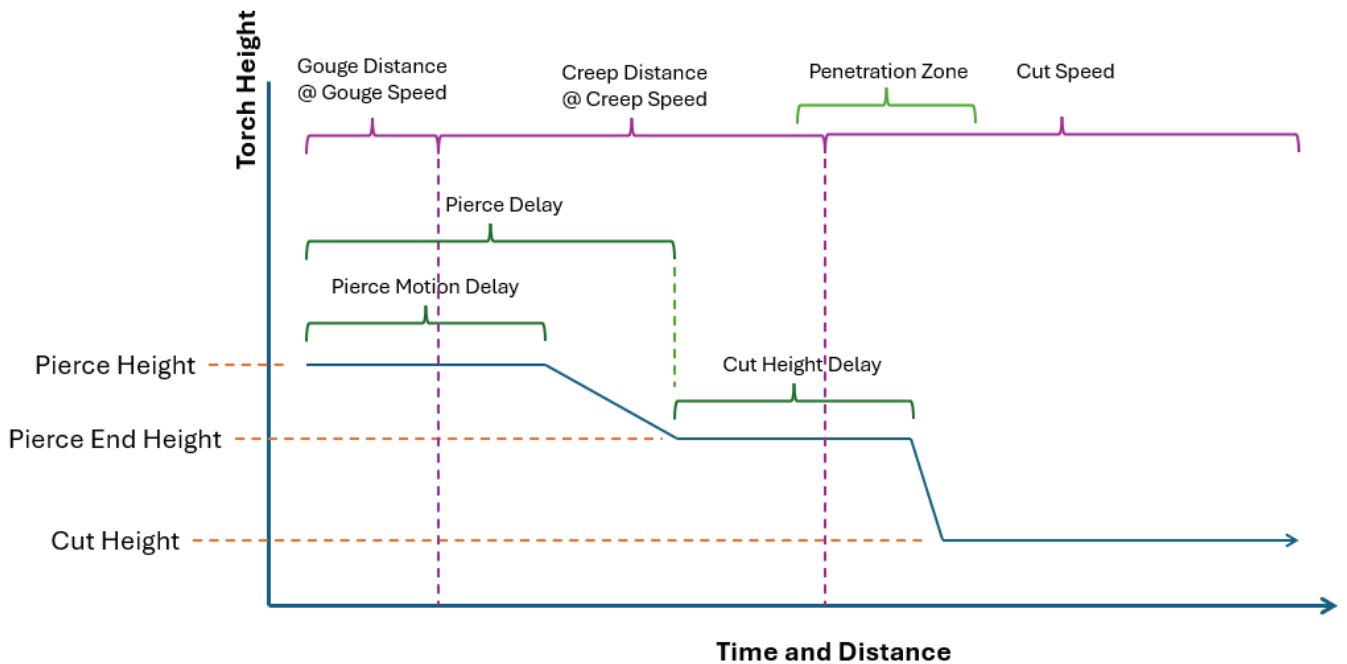 Torch Height
Gouge Distance
@ Gouge Speed
Creep Distance
@ Creep Speed
Penetration Zone
Cut Speed
Pierce Delay
Pierce Motion Delay
Pierce Height
Cut Height Delay
Pierce End Height
Cut Height
Time and Distance